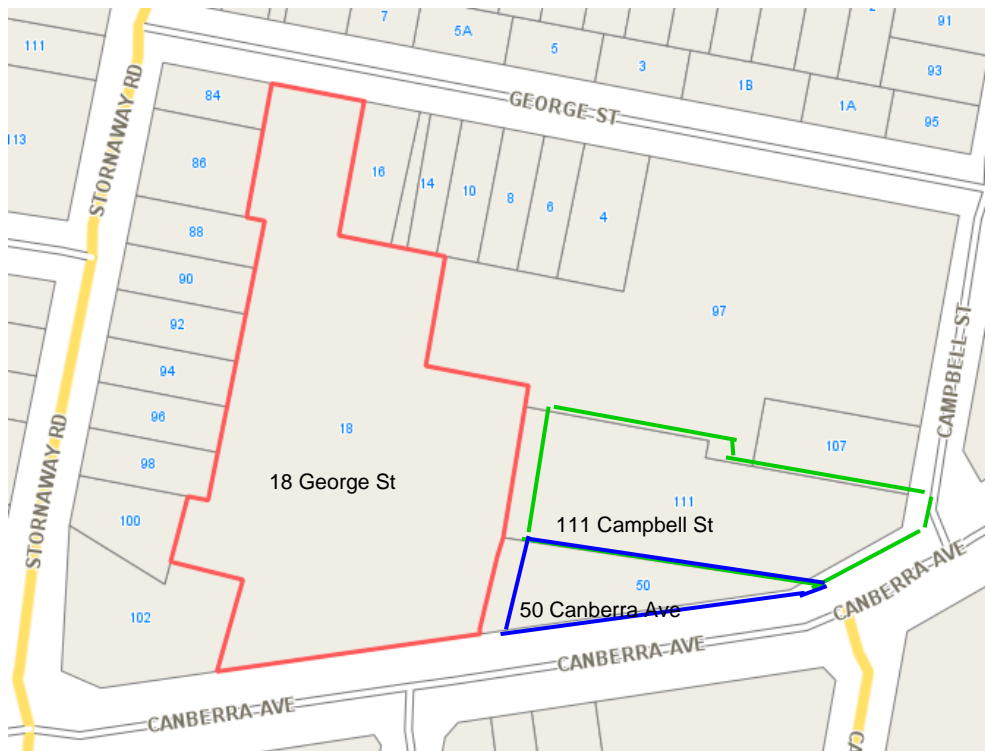 7
5A
5
3
1B
1A
2
91
93
95
111
113
84
86
88
90
92
94
96
98
100
102
STORNAWAY RD
STORNAWAY RD
GEORGE ST
16
14
10
8
6
4
97
107
111
18
50
18 George St
111 Campbell St
50 Canberra Ave
CAMPBELL ST
CANBERRA AVE
CANBERRA AVE
CANBERRA AVE